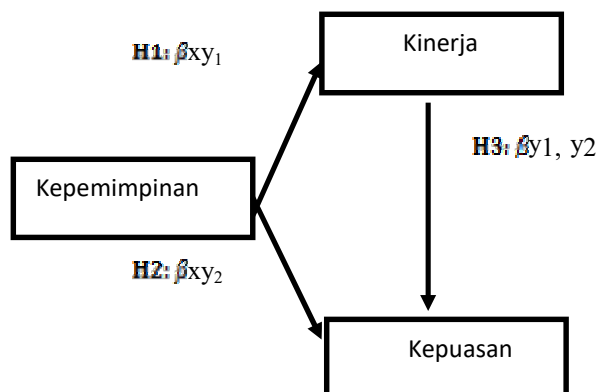 Kinerja
H1: βxy₁
H3: βy1, y2
Kepemimpinan
H2: βxy₂
Kepuasan